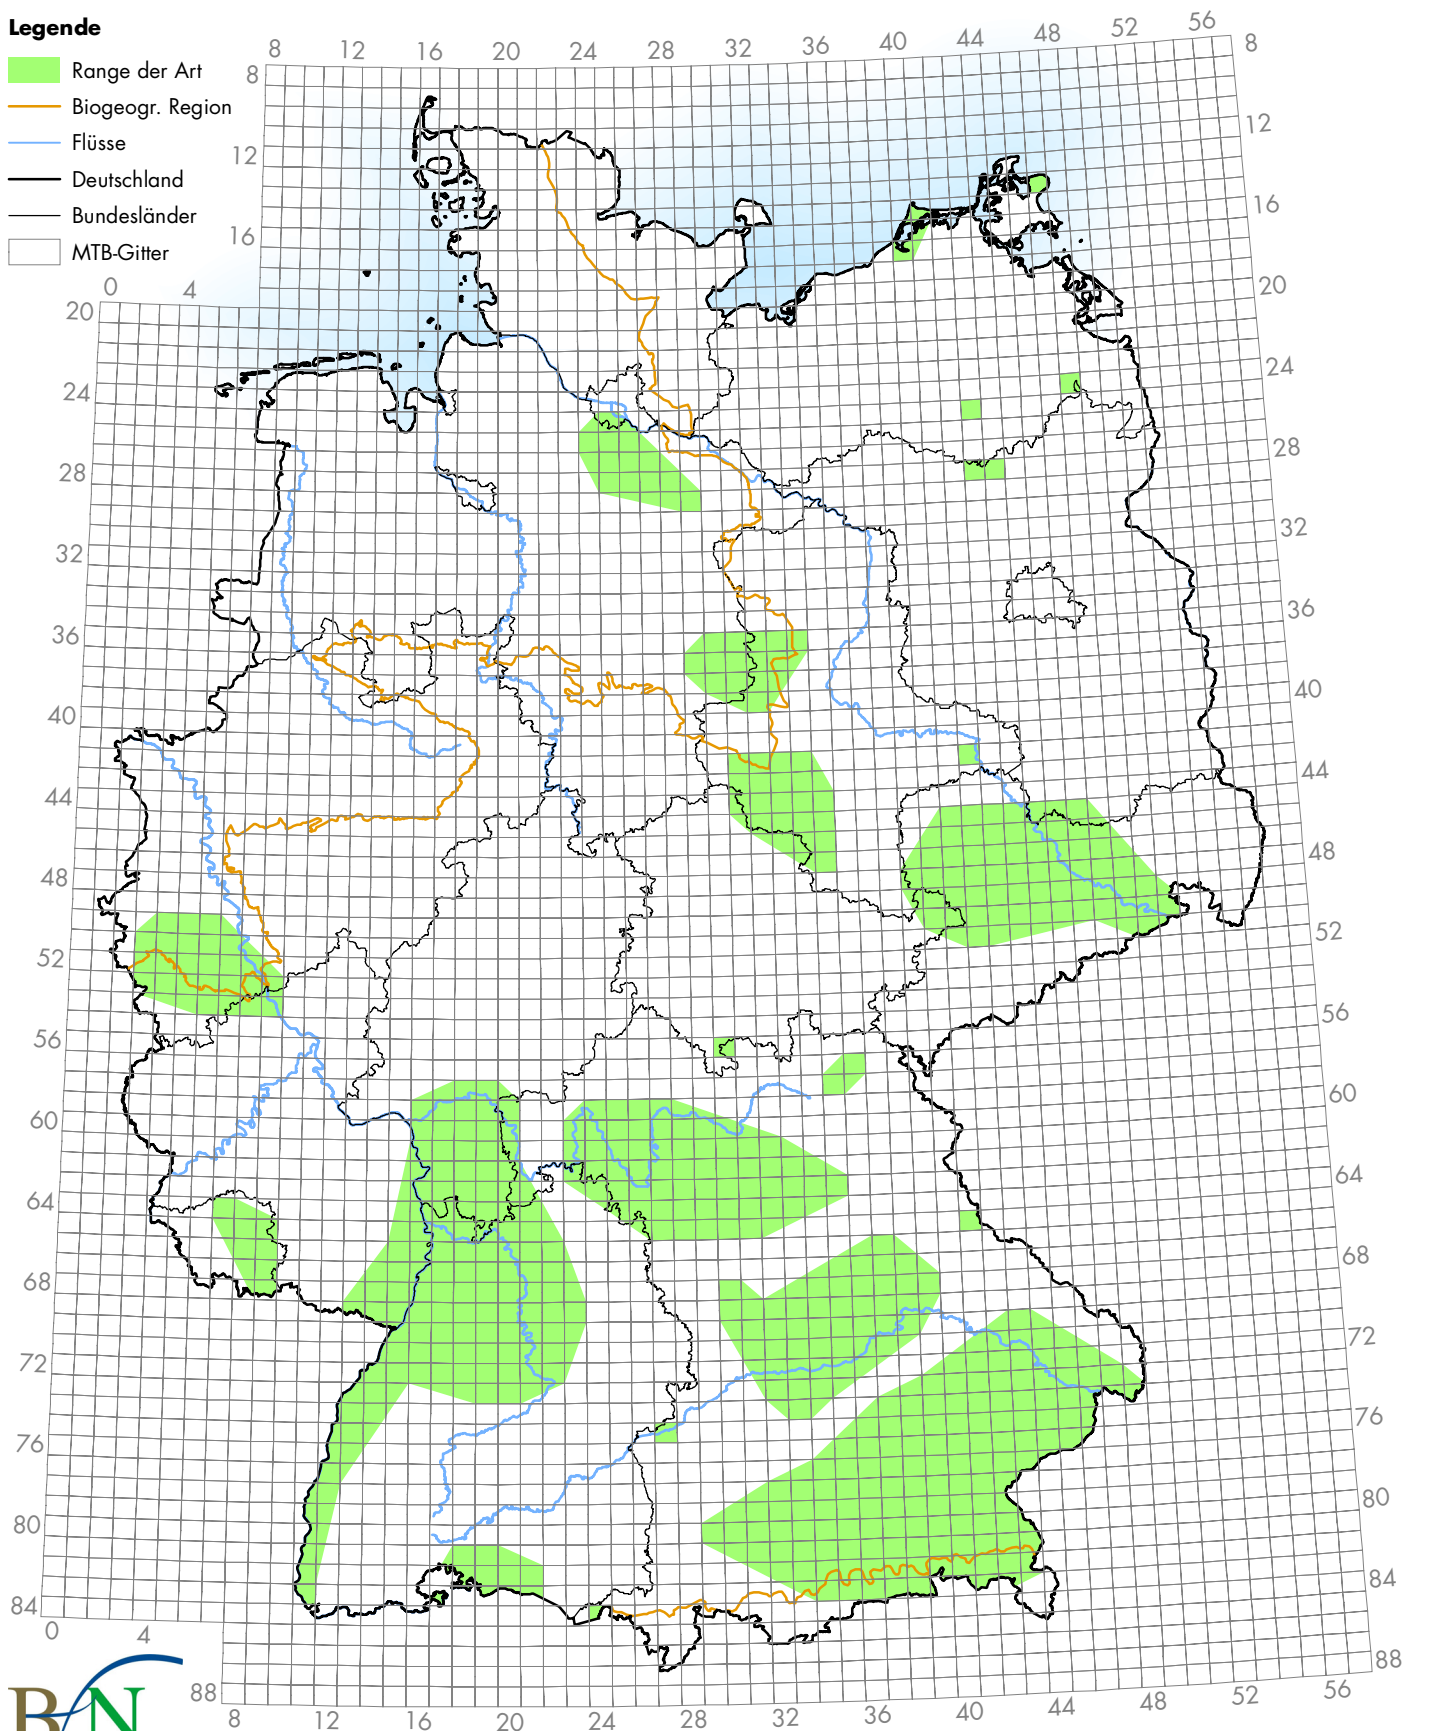 Legende
Range der Art
Biogeogr. Region
Flüsse
Deutschland
Bundesländer
MTB-Gitter
8 12 16 20 24 28 32 36 40 44 48 52 56
8 12 16 20 24 28 32 36 40 44 48 52 56 60 64 68 72 76 80 84 88
8 12 16
0 4
20 24 28 32 36 40 44 48 52 56 60 64 68 72 76 80 84
0 4
88
8 12 16 20 24 28 32 36 40 44 48 52 56
BfN